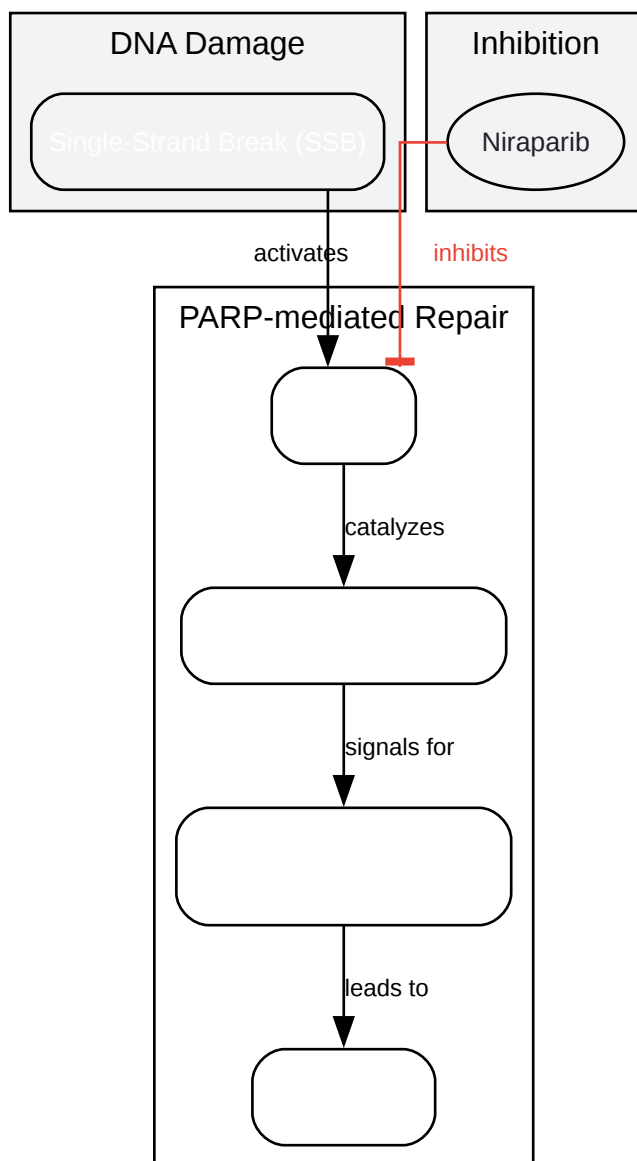 DNA Damage
Inhibition
Single-Strand Break (SSB)
Niraparib
activates
inhibits
PARP-mediated Repair
catalyzes
signals for
leads to